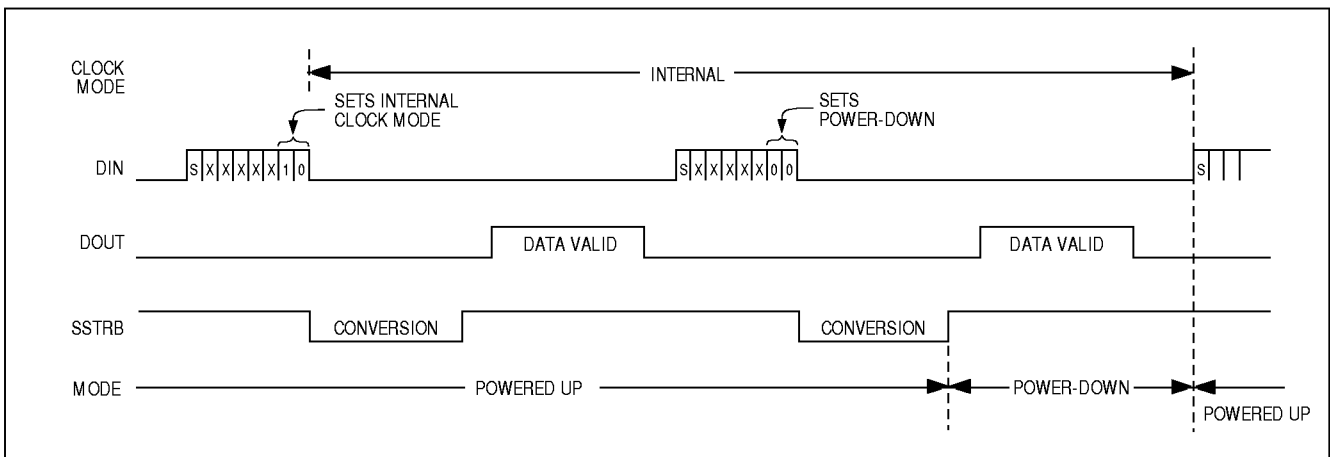 CLOCK
MODE
INTERNAL
SETS INTERNAL
CLOCK MODE
SETS
POWER-DOWN
DIN
S X X X X X 1 0
S X X X X X 0 0
S
DOUT
DATA VALID
DATA VALID
SSTRB
CONVERSION
CONVERSION
MODE
POWERED UP
POWER-DOWN
POWERED UP